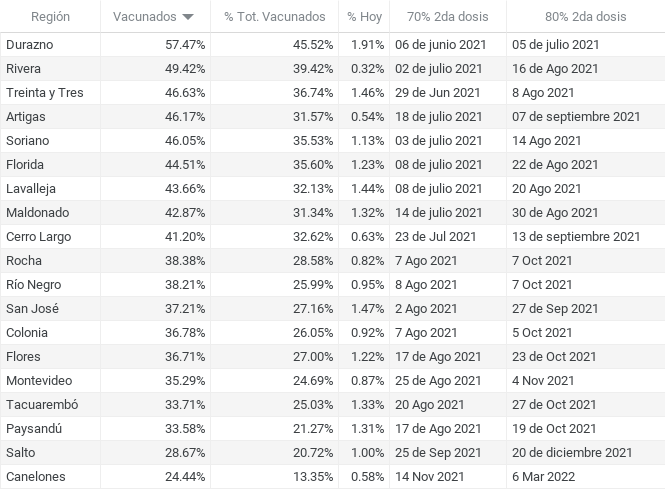 Región Vacunados % Tot. Vacunados % Hoy 70% 2da dosis 80% 2da dosis
Durazno 57.47% 45.52% 1.91% 06 de junio 2021 05 de julio 2021
Rivera 49.42% 39.42% 0.32% 02 de julio 2021 16 de Ago 2021
Treinta y Tres 46.63% 36.74% 1.46% 29 de Jun 2021 8 Ago 2021
Artigas 46.17% 31.57% 0.54% 18 de julio 2021 07 de septiembre 2021
Soriano 46.05% 35.53% 1.13% 03 de julio 2021 14 Ago 2021
Florida 44.51% 35.60% 1.23% 08 de julio 2021 22 de Ago 2021
Lavalleja 43.66% 32.13% 1.44% 08 de julio 2021 20 Ago 2021
Maldonado 42.87% 31.34% 1.32% 14 de julio 2021 30 de Ago 2021
Cerro Largo 41.20% 32.62% 0.63% 23 de Jul 2021 13 de septiembre 2021
Rocha 38.38% 28.58% 0.82% 7 Ago 2021 7 Oct 2021
Río Negro 38.21% 25.99% 0.95% 8 Ago 2021 7 Oct 2021
San José 37.21% 27.16% 1.47% 2 Ago 2021 27 de Sep 2021
Colonia 36.78% 26.05% 0.92% 7 Ago 2021 5 Oct 2021
Flores 36.71% 27.00% 1.22% 17 de Ago 2021 23 de Oct 2021
Montevideo 35.29% 24.69% 0.87% 25 de Ago 2021 4 Nov 2021
Tacuarembó 33.71% 25.03% 1.33% 20 Ago 2021 27 de Oct 2021
Paysandú 33.58% 21.27% 1.31% 17 de Ago 2021 19 de Oct 2021
Salto 28.67% 20.72% 1.00% 25 de Sep 2021 20 de diciembre 2021
Canelones 24.44% 13.35% 0.58% 14 Nov 2021 6 Mar 2022